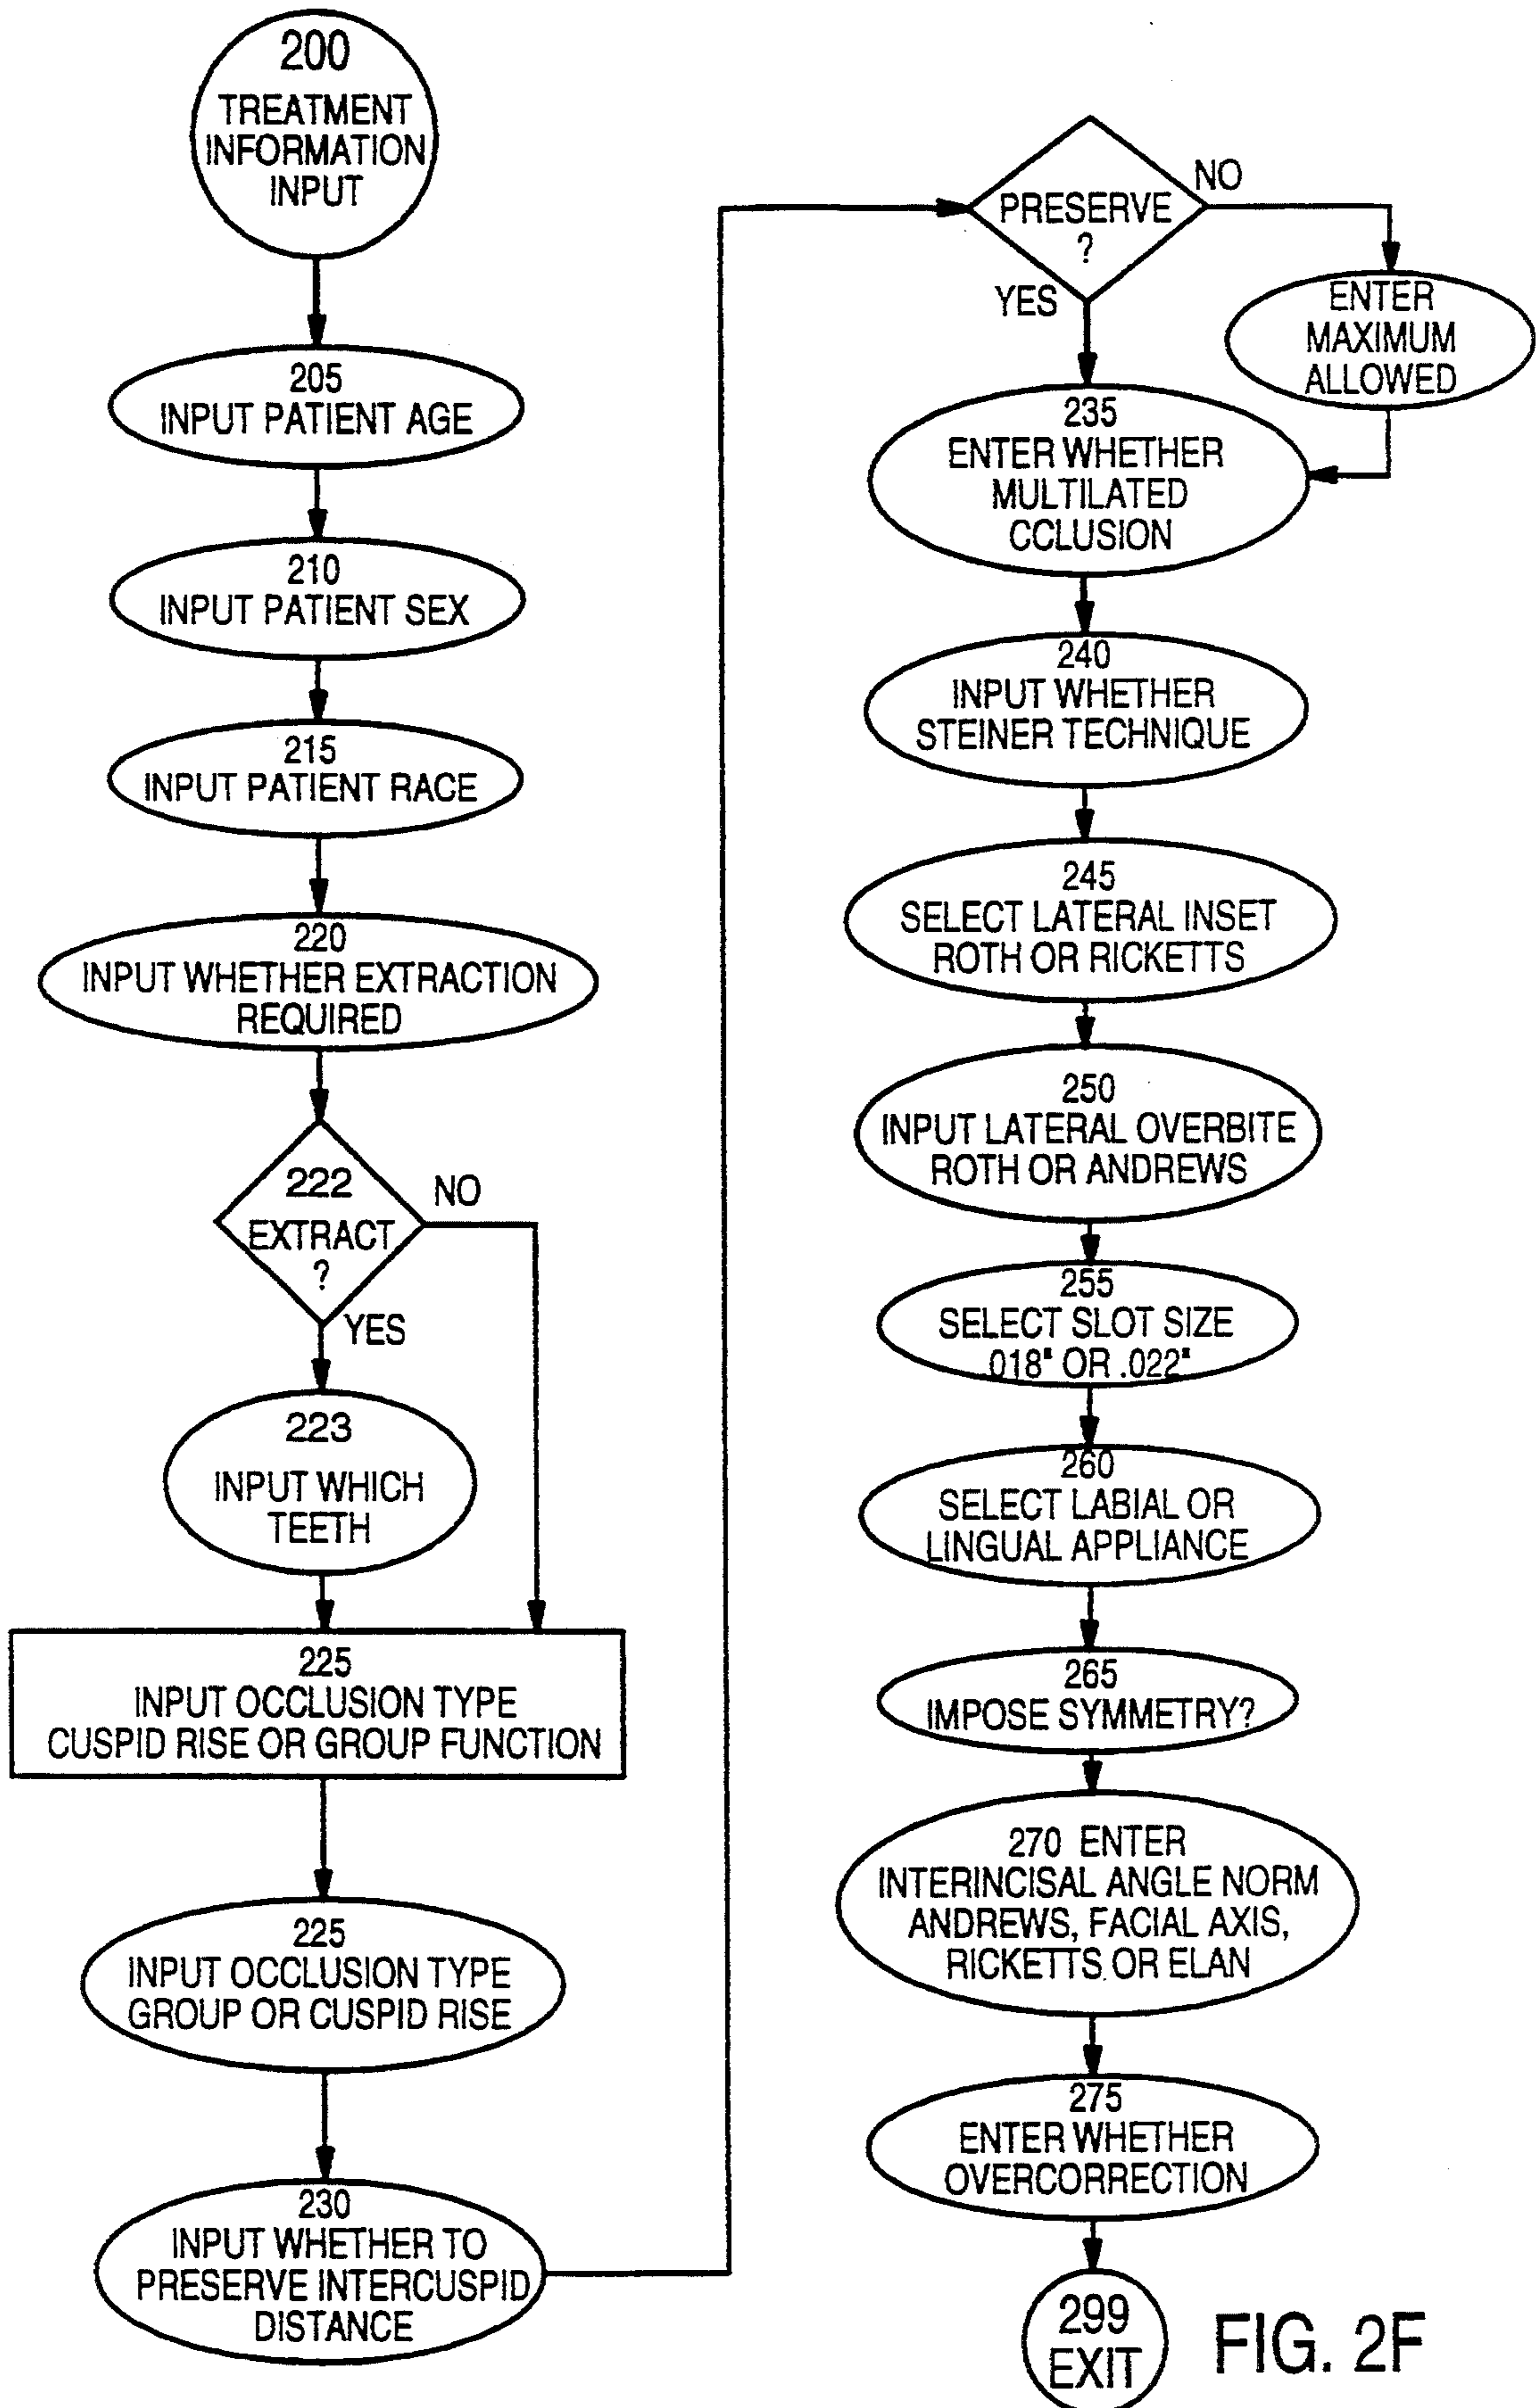 200
TREATMENT
INFORMATION
INPUT
205
INPUT PATIENT AGE
210
INPUT PATIENT SEX
215
INPUT PATIENT RACE
220
INPUT WHETHER EXTRACTION
REQUIRED
222
EXTRACT
?
NO
YES
223
INPUT WHICH
TEETH
225
INPUT OCCLUSION TYPE
CUSPID RISE OR GROUP FUNCTION
225
INPUT OCCLUSION TYPE
GROUP OR CUSPID RISE
230
INPUT WHETHER TO
PRESERVE INTERCUSPID
DISTANCE
PRESERVE
?
NO
YES
ENTER
MAXIMUM
ALLOWED
235
ENTER WHETHER
MULTILATED
CCLUSION
240
INPUT WHETHER
STEINER TECHNIQUE
245
SELECT LATERAL INSET
ROTH OR RICKETTS
250
INPUT LATERAL OVERBITE
ROTH OR ANDREWS
255
SELECT SLOT SIZE
.018" OR .022"
260
SELECT LABIAL OR
LINGUAL APPLIANCE
265
IMPOSE SYMMETRY?
270 ENTER
INTERINCISAL ANGLE NORM
ANDREWS, FACIAL AXIS,
RICKETTS OR ELAN
275
ENTER WHETHER
OVERCORRECTION
299
EXIT
FIG. 2F